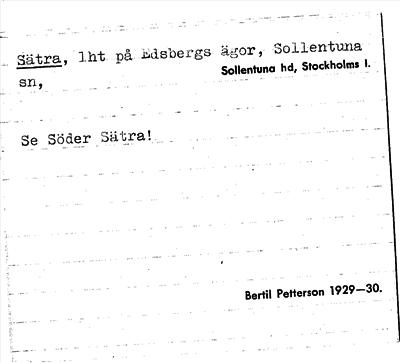 Sätra, lht på Edsbergs ägor, Sollentuna
Sollentuna hd, Stockholms l.
sn,
Se Söder Sätra!
Bertil Petterson 1929—30.